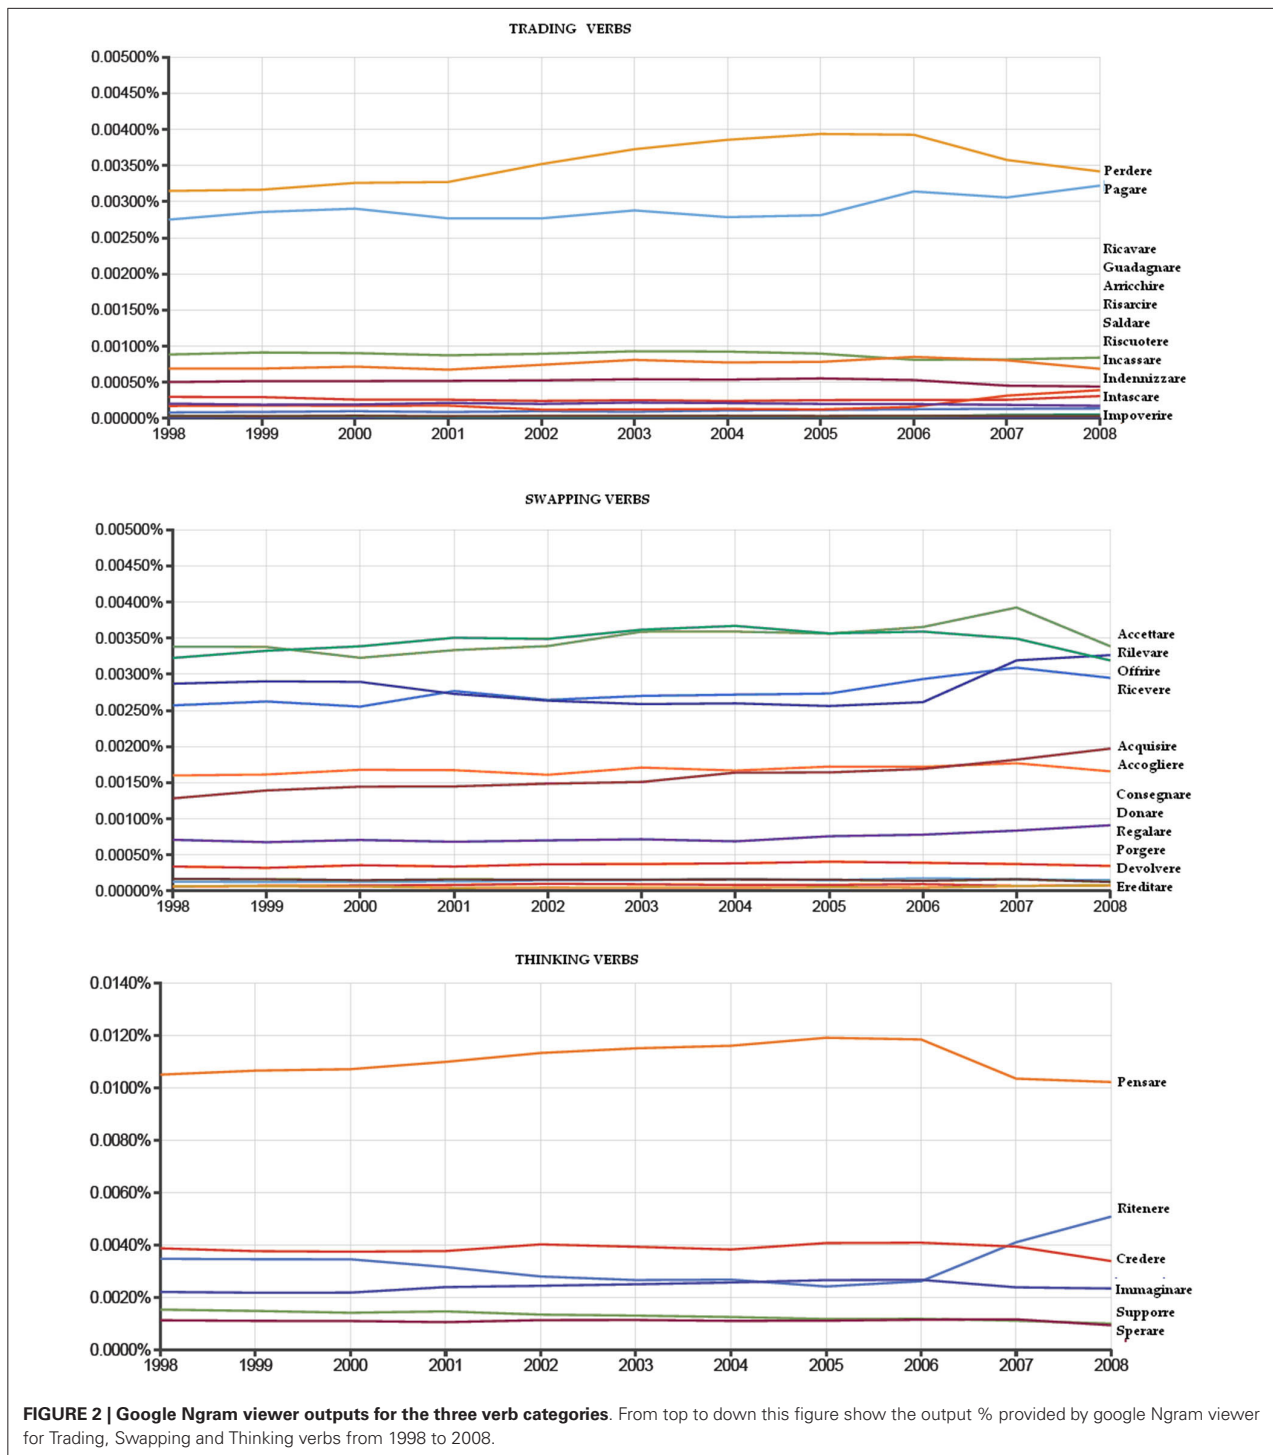 TRADING VERBS
0.00500%
0.00450%
0.00400%
0.00350%
0.00300%
0.00250%
0.00200%
0.00150%
0.00100%
0.00050%
0.00000%
Perdere
Pagare
Ricavare
Guadagnare
Arricchire
Risarcire
Saldare
Riscuotere
Incassare
Indennizzare
Intascare
Impoverire
1998 1999 2000 2001 2002 2003 2004 2005 2006 2007 2008
SWAPPING VERBS
0.00500%
0.00450%
0.00400%
0.00350%
0.00300%
0.00250%
0.00200%
0.00150%
0.00100%
0.00050%
0.00000%
Accettare
Rilevare
Offrire
Ricevere
Acquisire
Accogliere
Consegnare
Donare
Regalare
Porgere
Devolvere
Ereditare
1998 1999 2000 2001 2002 2003 2004 2005 2006 2007 2008
THINKING VERBS
0.0140%
0.0120%
0.0100%
0.0080%
0.0060%
0.0040%
0.0020%
0.0000%
Pensare
Ritenere
Credere
Immaginare
Supporre
Sperare
1998 1999 2000 2001 2002 2003 2004 2005 2006 2007 2008
FIGURE 2 | Google Ngram viewer outputs for the three verb categories. From top to down this figure show the output % provided by google Ngram viewer
for Trading, Swapping and Thinking verbs from 1998 to 2008.